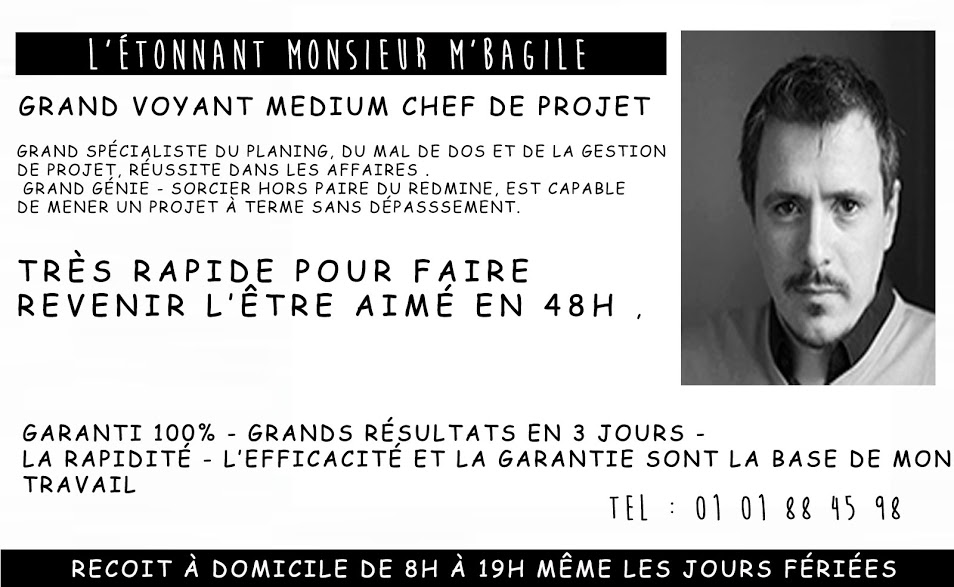 L'ÉTONNANT MONSIEUR M'BAGILE
GRAND VOYANT MEDIUM CHEF DE PROJET
GRAND SPÉCIALISTE DU PLANING, DU MAL DE DOS ET DE LA GESTION
DE PROJET, RÉUSSITE DANS LES AFFAIRES .
GRAND GÉNIE - SORCIER HORS PAIRE DU REDMINE, EST CAPABLE
DE MENER UN PROJET À TERME SANS DÉPASSSEMENT.
TRÈS RAPIDE POUR FAIRE
REVENIR L'ÊTRE AIMÉ EN 48H ,
GARANTI 100% - GRANDS RÉSULTATS EN 3 JOURS -
LA RAPIDITÉ - L'EFFICACITÉ ET LA GARANTIE SONT LA BASE DE MON
TRAVAIL
TEL : 01 01 88 45 98
RECOIT À DOMICILE DE 8H À 19H MÊME LES JOURS FÉRIÉES